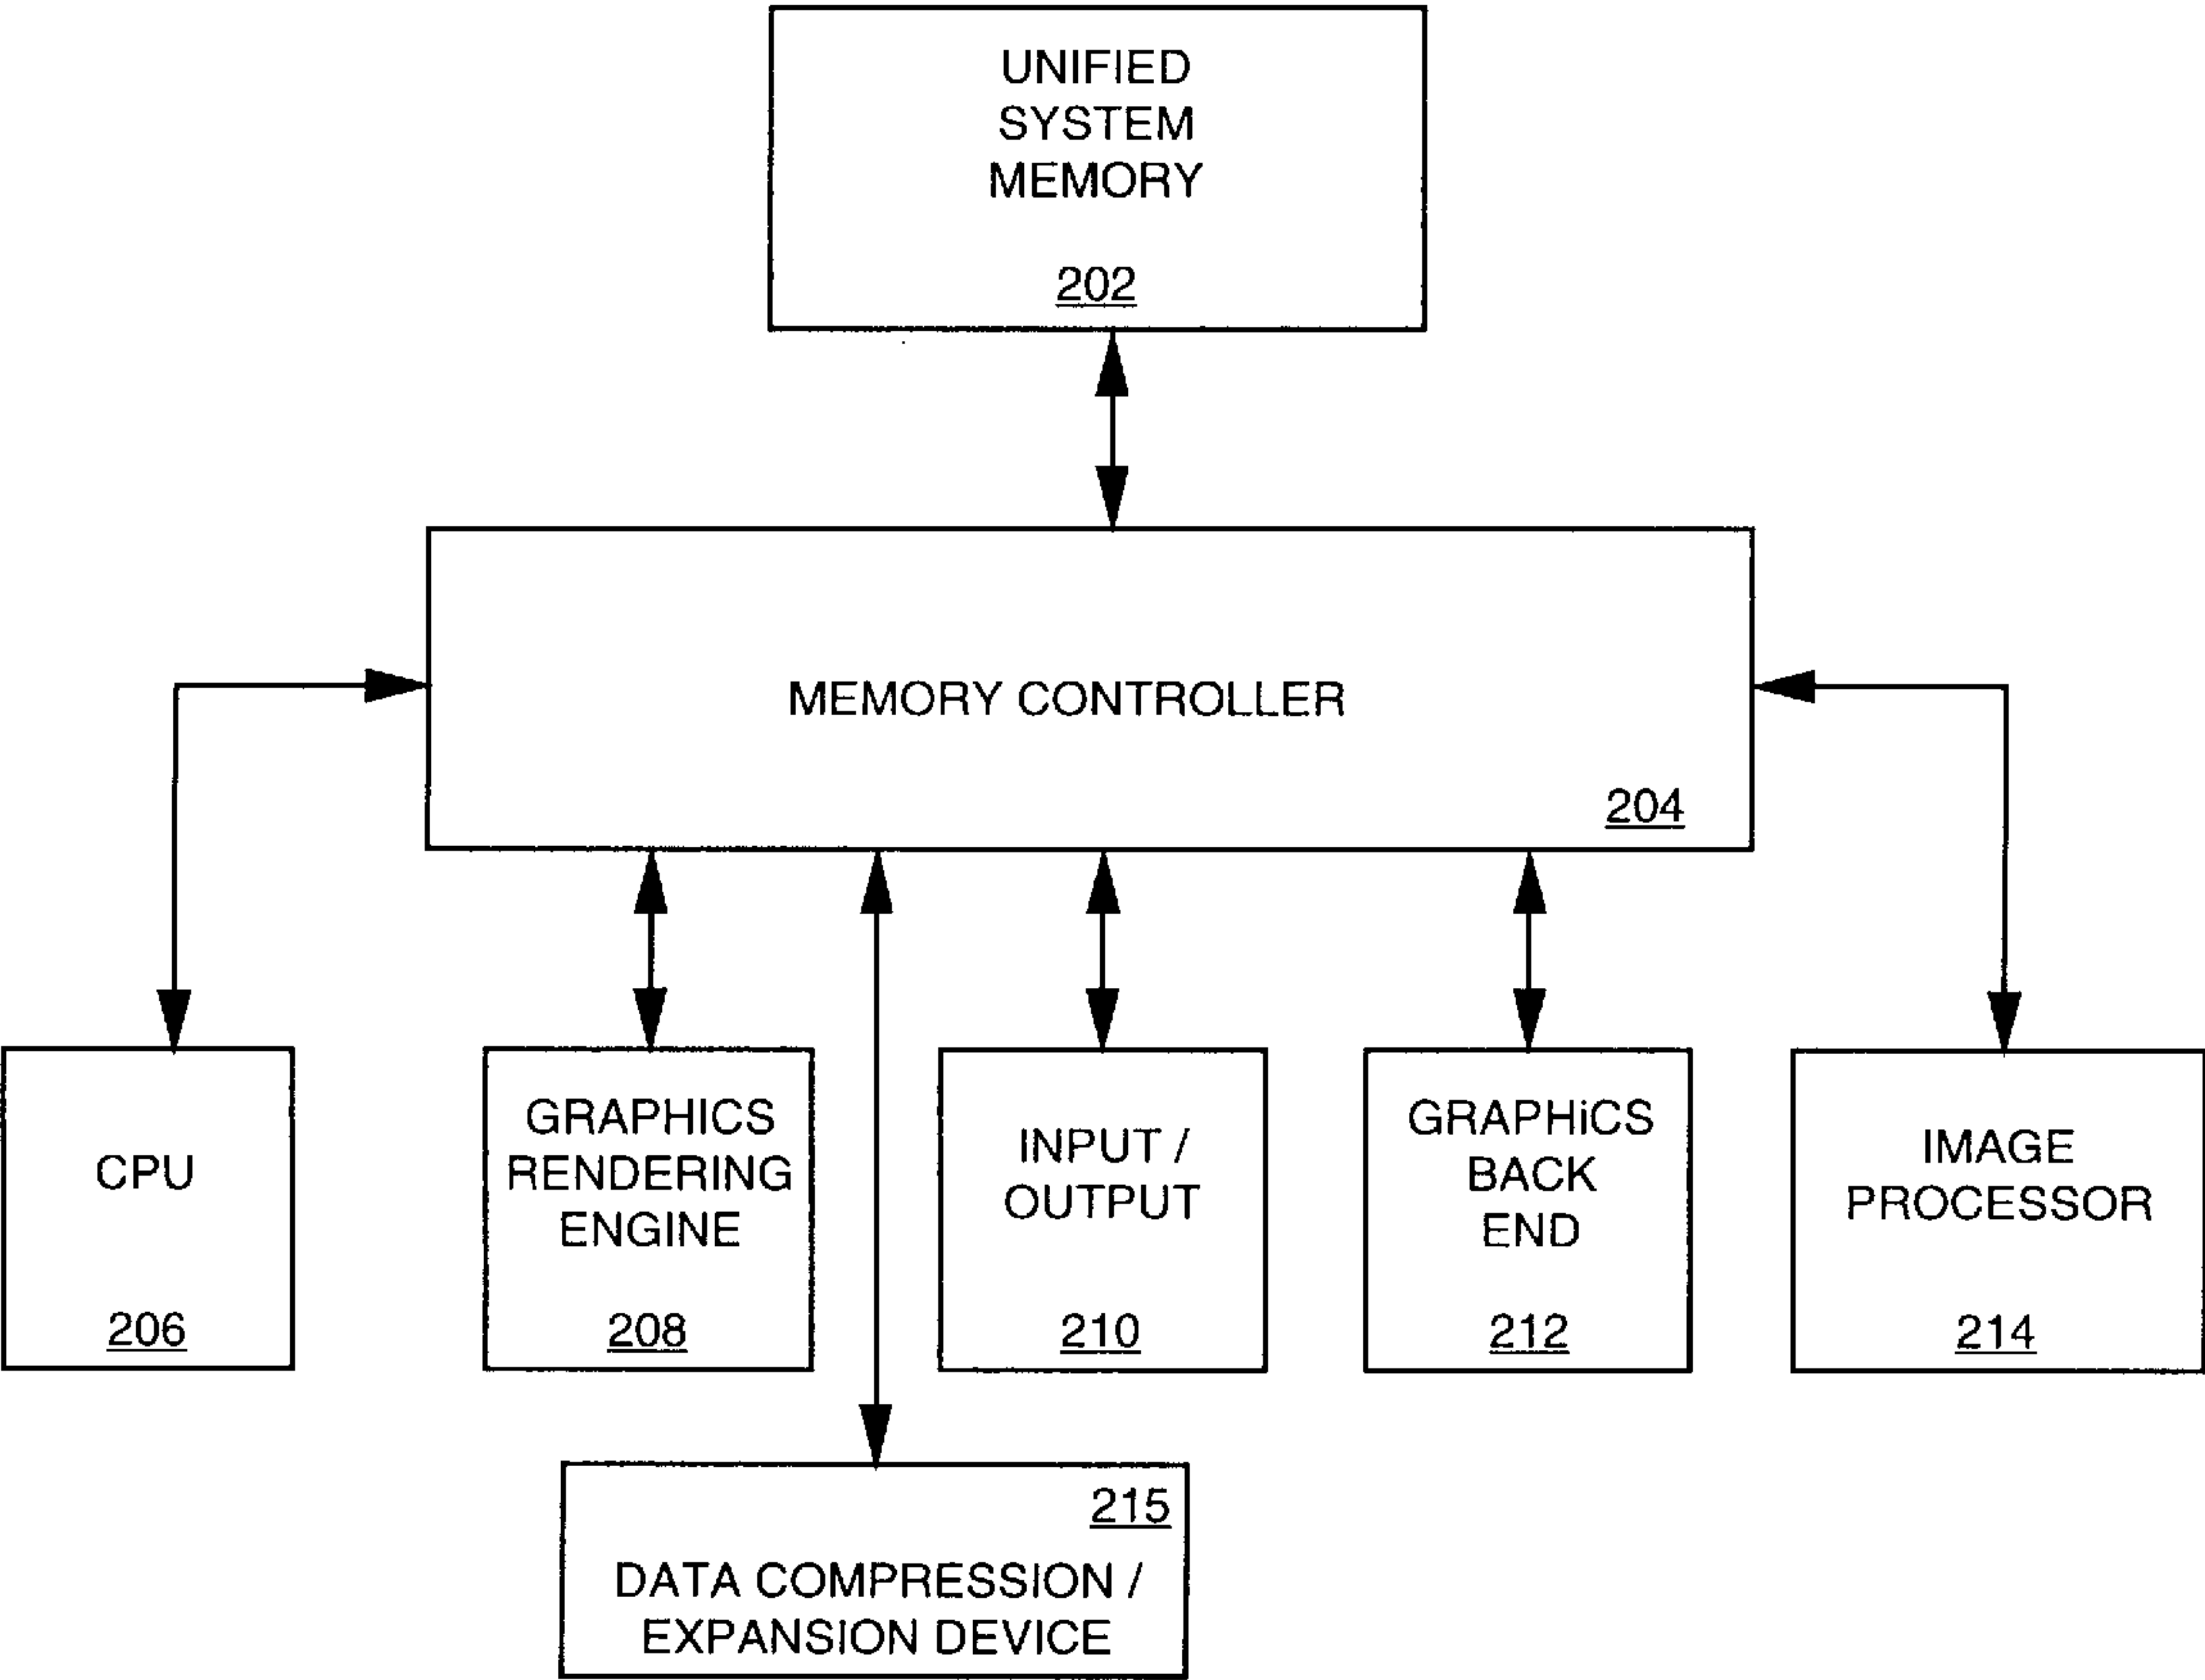 UNIFIED
SYSTEM
MEMORY
202
MEMORY CONTROLLER
204
CPU
206
GRAPHICS
RENDERING
ENGINE
208
INPUT /
OUTPUT
210
GRAPHiCS
BACK
END
212
IMAGE
PROCESSOR
214
215
DATA COMPRESSION /
EXPANSION DEVICE